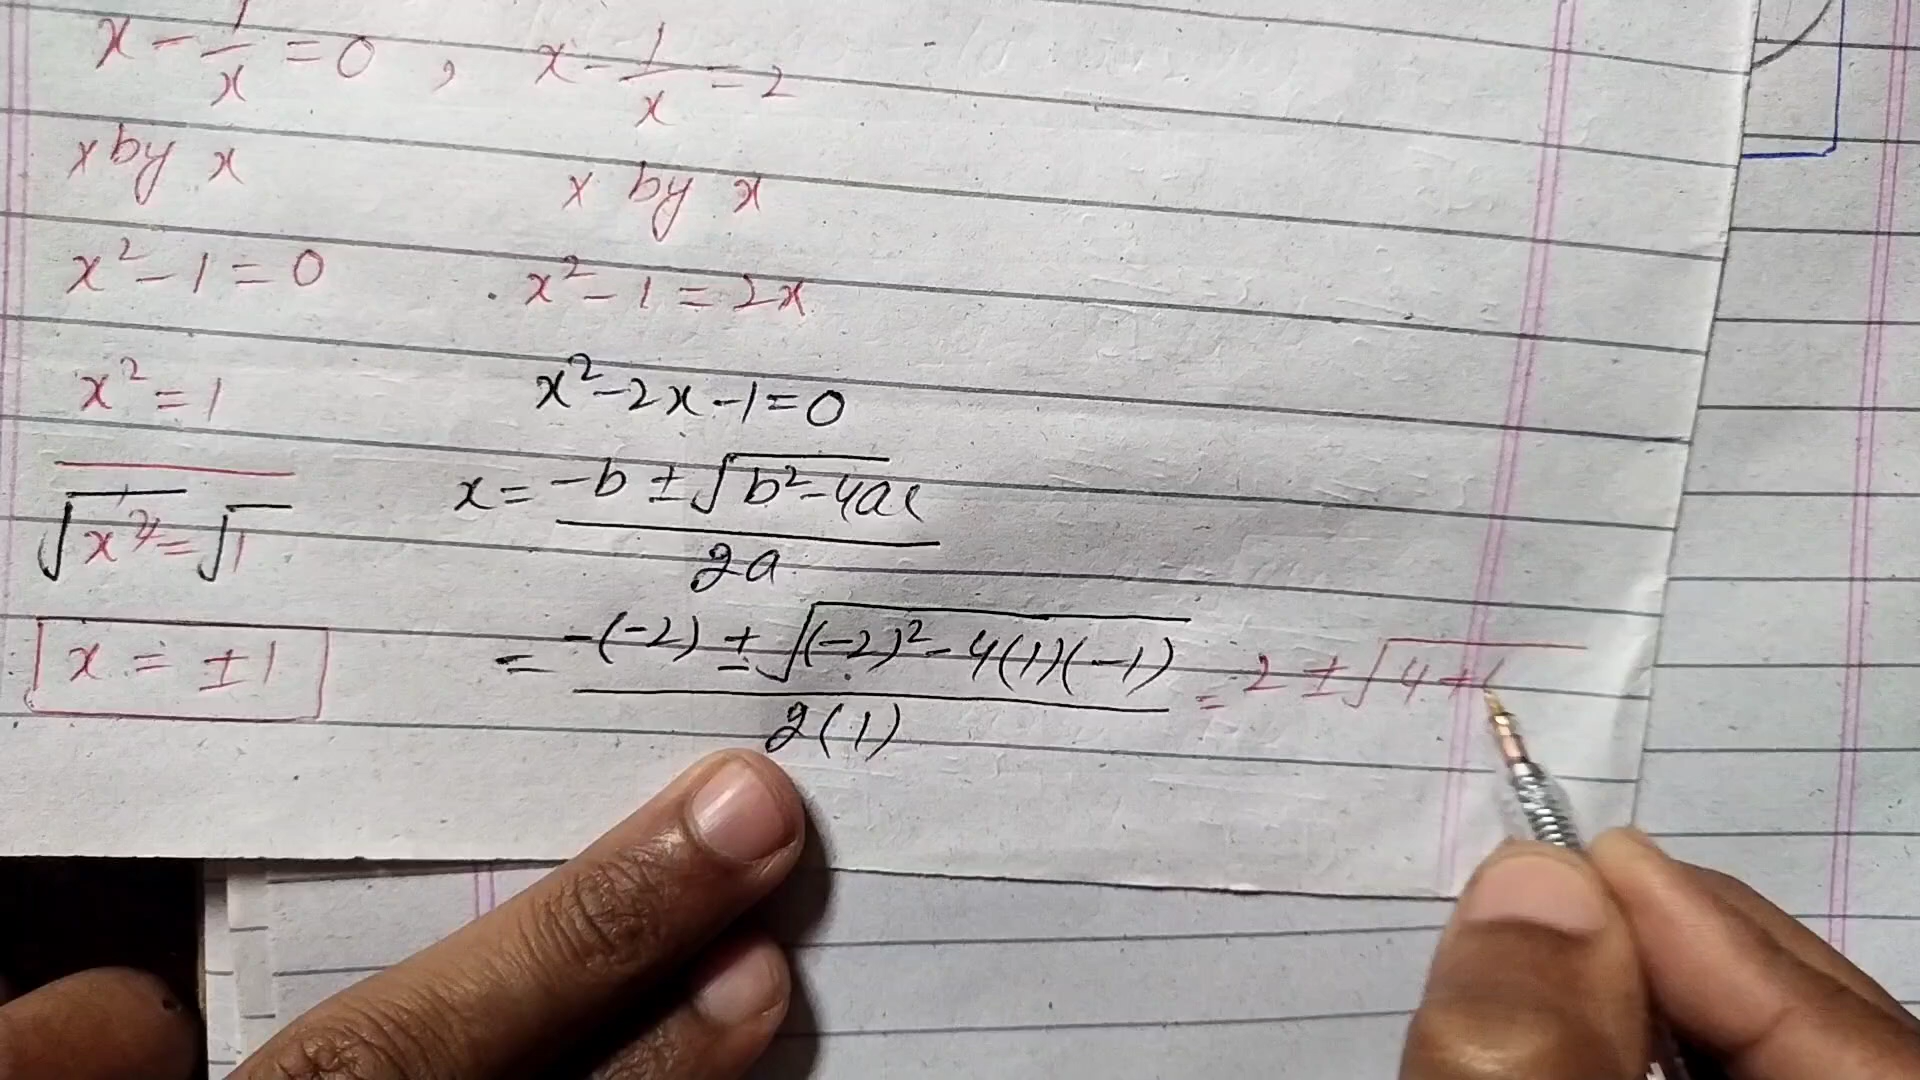 x - 1/x = 0 , x - 1/x = 2
x by x x by x
x² - 1 = 0 x² - 1 = 2x
x² = 1 x² - 2x - 1 = 0
√x² = √1 x = (-b ± √(b² - 4ac))/2a
x = ±1 = (-(-2) ± √((-2)² - 4(1)(-1)))/2(1) = 2 ± √(4 +